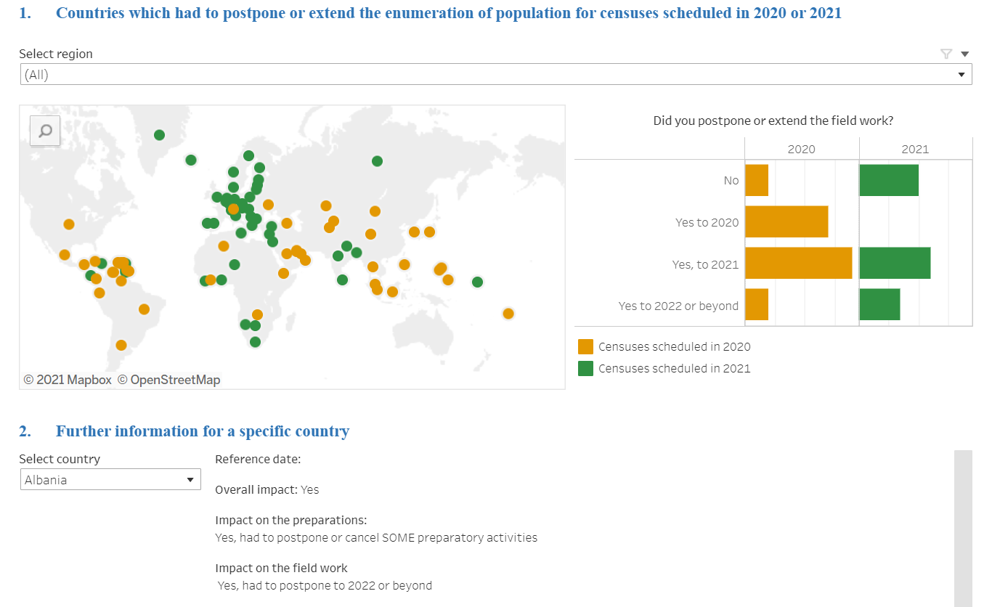 1. Countries which had to postpone or extend the enumeration of population for censuses scheduled in 2020 or 2021
Select region
(All)
© 2021 Mapbox © OpenStreetMap
Did you postpone or extend the field work?
2020 2021
No
Yes to 2020
Yes, to 2021
Yes to 2022 or beyond
Censuses scheduled in 2020
Censuses scheduled in 2021
2. Further information for a specific country
Select country
Albania
Reference date:
Overall impact: Yes
Impact on the preparations:
Yes, had to postpone or cancel SOME preparatory activities
Impact on the field work
Yes, had to postpone to 2022 or beyond